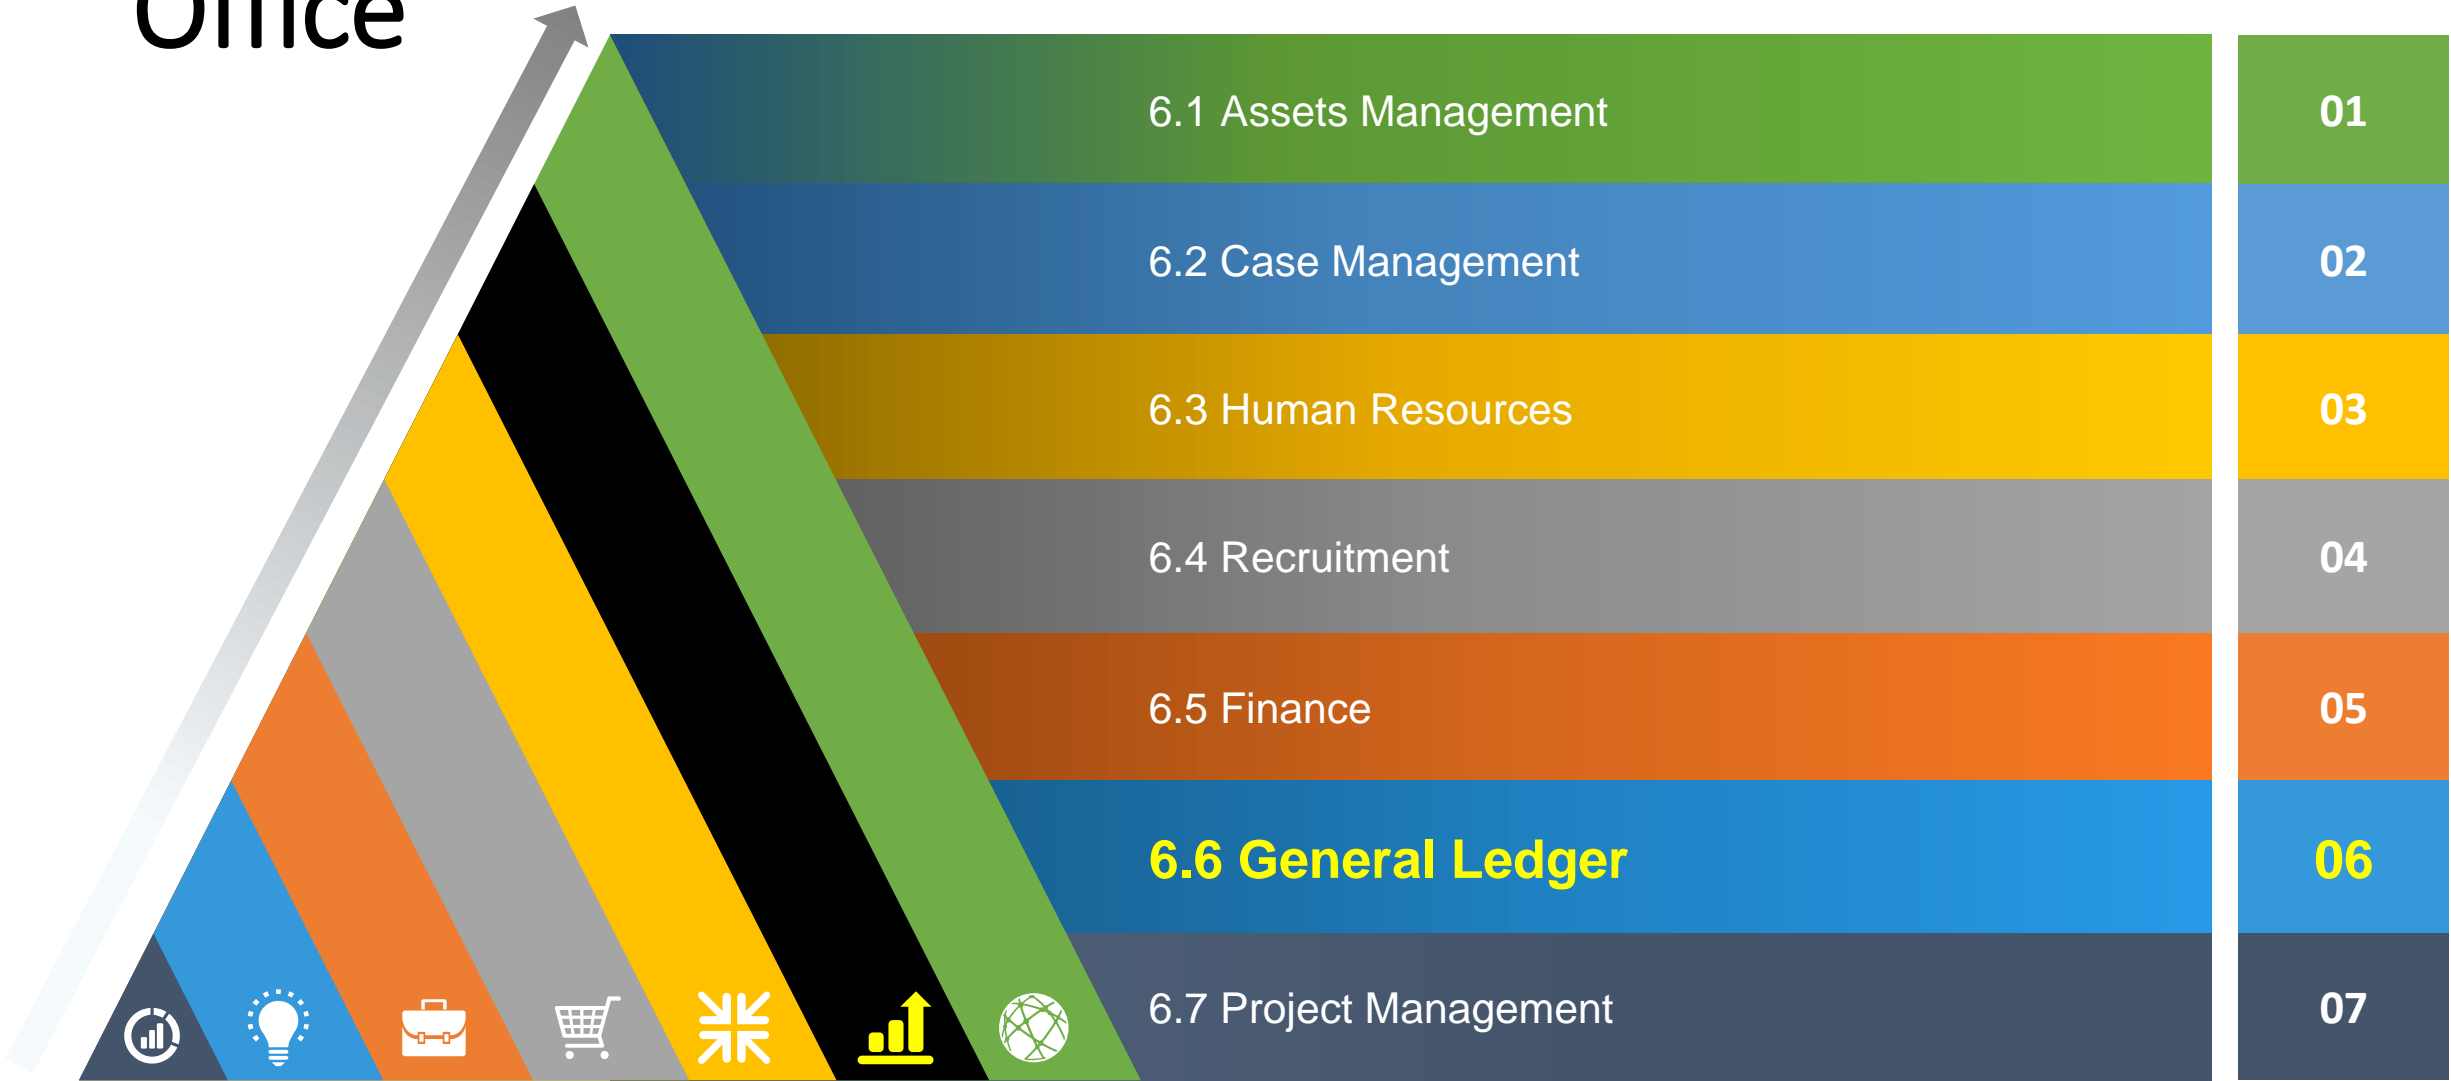 Office
6.1 Assets Management
01
6.2 Case Management
02
6.3 Human Resources
03
6.4 Recruitment
04
6.5 Finance
05
6.6 General Ledger
06
6.7 Project Management
07